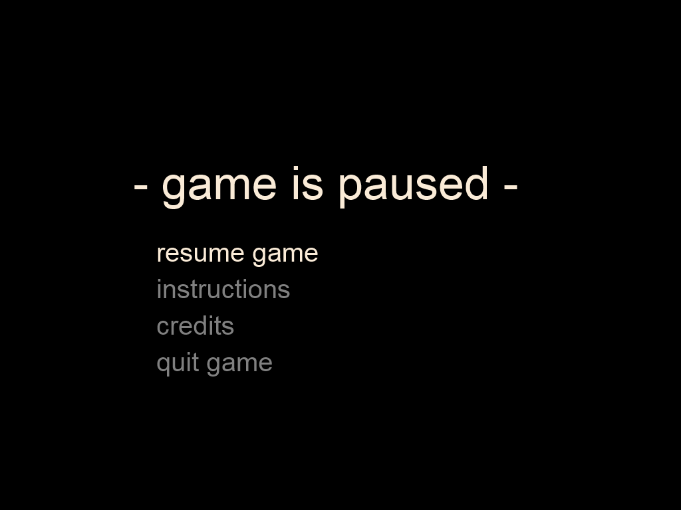 - game is paused -
resume game
instructions
credits
quit game